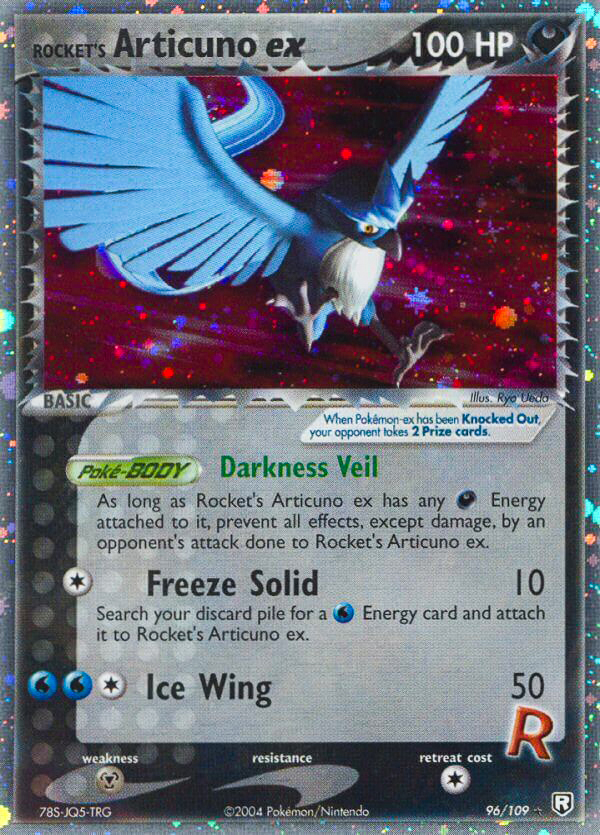 ROCKET'S Articuno ex 100 HP
BASIC
Illus. Ryo Ueda
When Pokémon-ex has been Knocked Out,
your opponent takes 2 Prize cards.
Poké-BODY Darkness Veil
As long as Rocket's Articuno ex has any Energy
attached to it, prevent all effects, except damage, by an
opponent's attack done to Rocket's Articuno ex.
Freeze Solid 10
Search your discard pile for a Energy card and attach
it to Rocket's Articuno ex.
Ice Wing 50
R
weakness resistance retreat cost
78S-JQ5-TRG ©2004 Pokémon/Nintendo 96/109 R